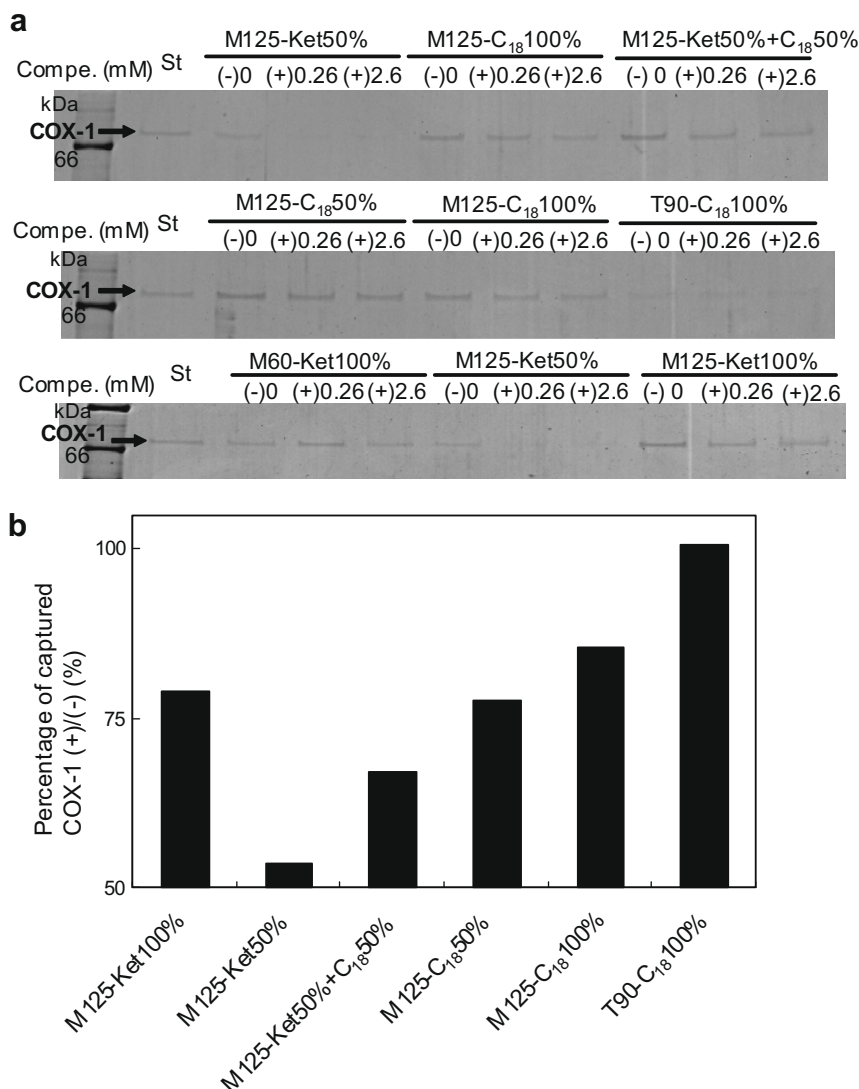 a
M125-Ket50% M125-C₁₈100% M125-Ket50%+C₁₈50%
Compe. (mM) St (-)0 (+)0.26 (+)2.6 (-)0 (+)0.26 (+)2.6 (-) 0 (+)0.26 (+)2.6
kDa
COX-1
66
M125-C₁₈50% M125-C₁₈100% T90-C₁₈100%
Compe. (mM) St (-)0 (+)0.26 (+)2.6 (-)0 (+)0.26 (+)2.6 (-) 0 (+)0.26 (+)2.6
kDa
COX-1
66
M60-Ket100% M125-Ket50% M125-Ket100%
Compe. (mM) St (-)0 (+)0.26 (+)2.6 (-)0 (+)0.26 (+)2.6 (-) 0 (+)0.26 (+)2.6
kDa
COX-1
66
b
Percentage of captured
COX-1 (+)/(-) (%)
100
75
50
M125-Ket100%
M125-Ket50%
M125-Ket50%+C₁₈50%
M125-C₁₈50%
M125-C₁₈100%
T90-C₁₈100%